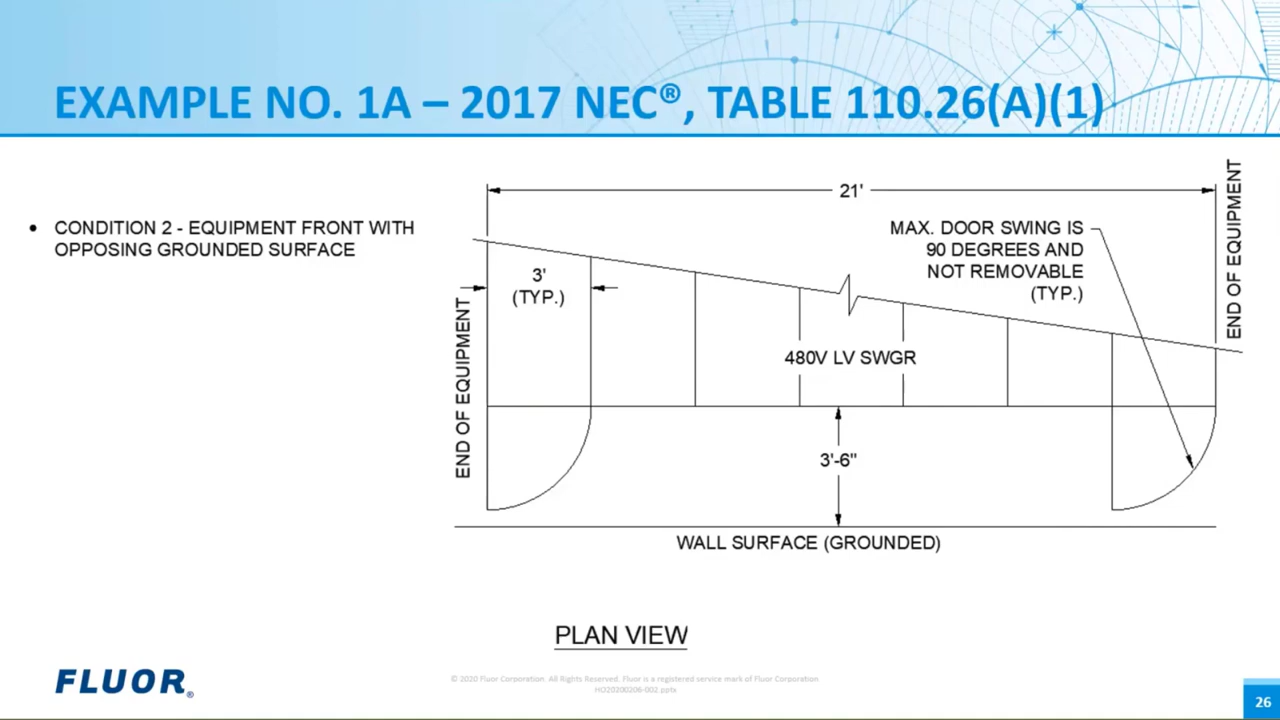 EXAMPLE NO. 1A – 2017 NEC®, TABLE 110.26(A)(1)
• CONDITION 2 - EQUIPMENT FRONT WITH
OPPOSING GROUNDED SURFACE
21'
MAX. DOOR SWING IS
90 DEGREES AND
NOT REMOVABLE
(TYP.)
END OF EQUIPMENT
3'
(TYP.)
END OF EQUIPMENT
480V LV SWGR
3'-6"
WALL SURFACE (GROUNDED)
PLAN VIEW
FLUOR®
© 2020 Fluor Corporation. All Rights Reserved. Fluor is a registered service mark of Fluor Corporation
HO20200206-002.pptx
26